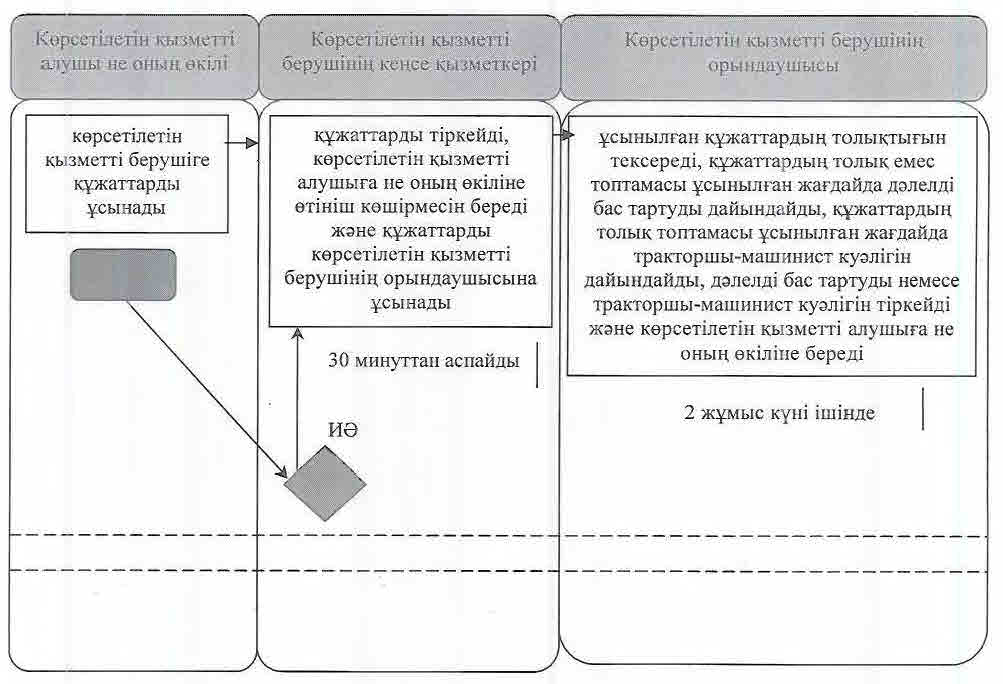 Көрсетілетін қызметті
алушы не оның өкілі
Көрсетілетін қызметті
берушінің кеңсе қызметкері
Көрсетілетін қызметті берушінің
орындаушысы
көрсетілетін
қызметті берушіге
құжаттарды
ұсынады
құжаттарды тіркейді,
көрсетілетін қызметті
алушыға не оның өкіліне
өтініш көшірмесін береді
және құжаттарды
көрсетілетін қызметті
берушінің орындаушысына
ұсынады
ұсынылған құжаттардың толықтығын
тексереді, құжаттардың толық емес
топтамасы ұсынылған жағдайда дәлелді
бас тартуды дайындайды, құжаттардың
толық топтамасы ұсынылған жағдайда
тракторшы-машинист куәлігін
дайындайды, дәлелді бас тартуды немесе
тракторшы-машинист куәлігін тіркейді
және көрсетілетін қызметті алушыға не
оның өкіліне береді
30 минуттан аспайды
2 жұмыс күні ішінде
ИӘ